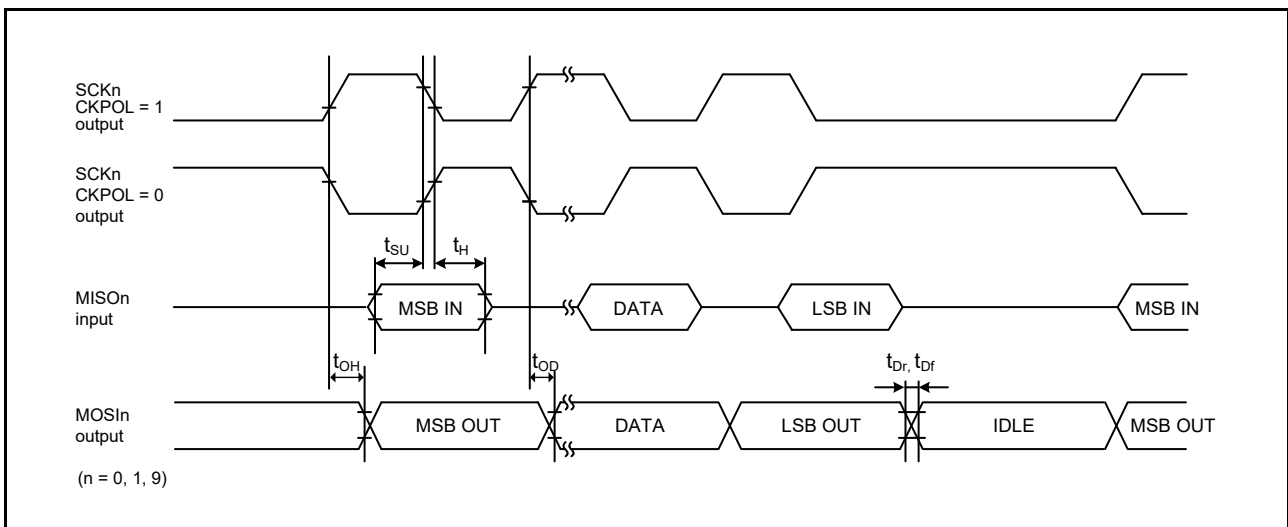 SCKn
CKPOL = 1
output
SCKn
CKPOL = 0
output
tSU
tH
MISOn
input
MSB IN
DATA
LSB IN
MSB IN
tOH
tOD
tDr, tDf
MOSIn
output
MSB OUT
DATA
LSB OUT
IDLE
MSB OUT
(n = 0, 1, 9)